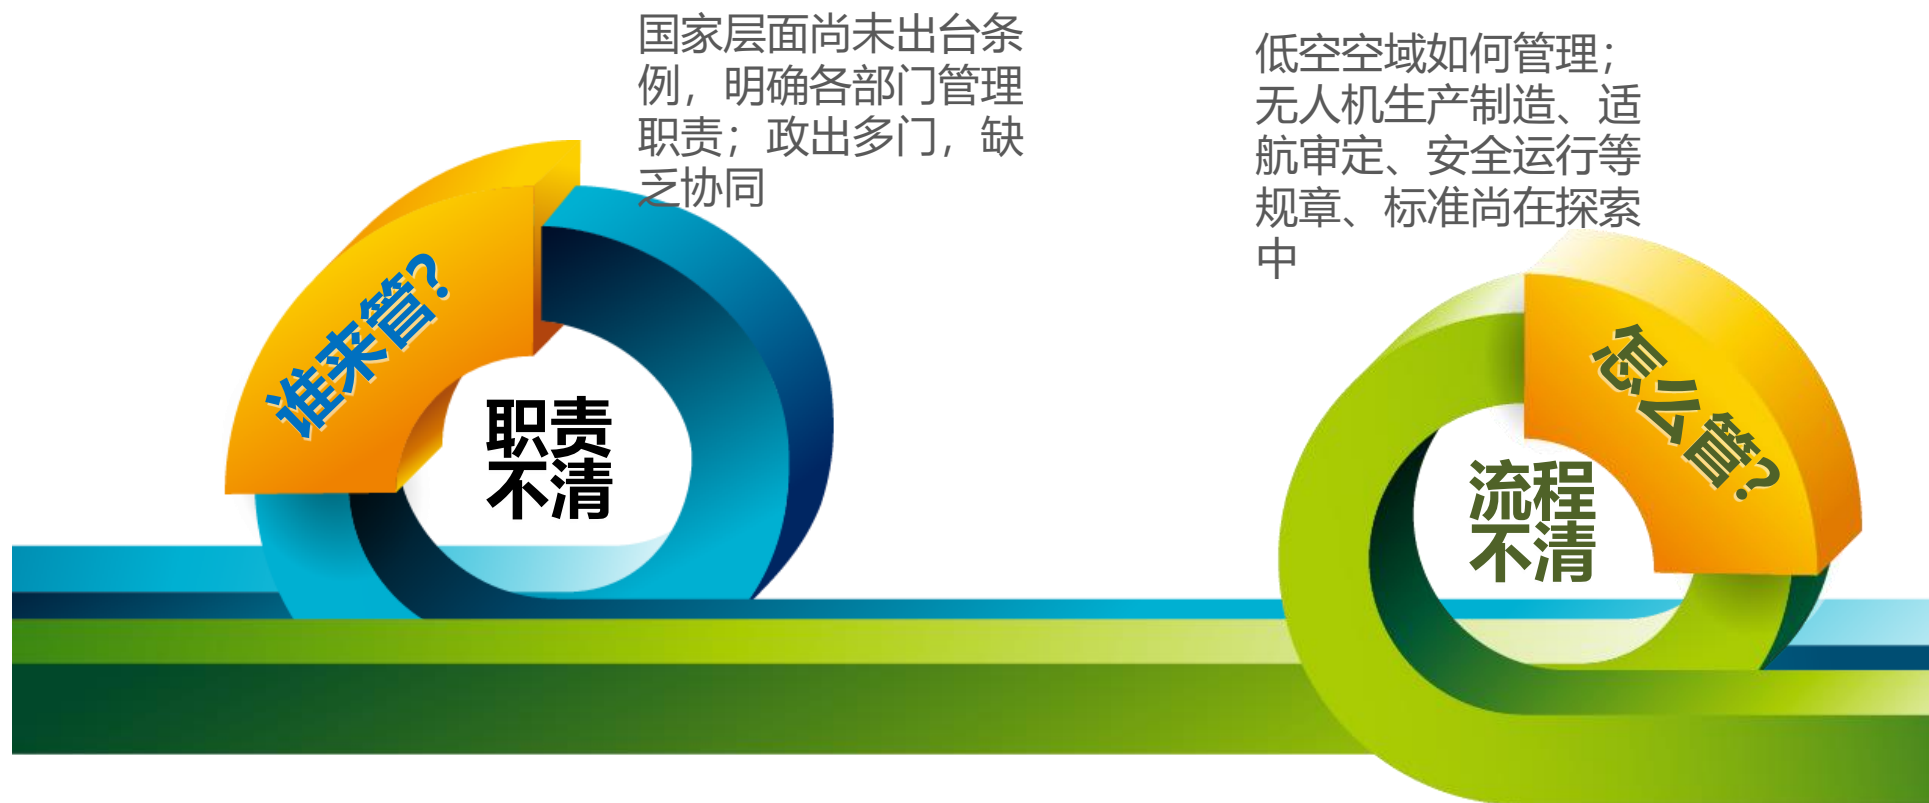 国家层面尚未出台条
例，明确各部门管理
职责；政出多门，缺
乏协同
谁来管？
职责
不清
低空空域如何管理；
无人机生产制造、适
航审定、安全运行等
规章、标准尚在探索
中
怎么管？
流程
不清